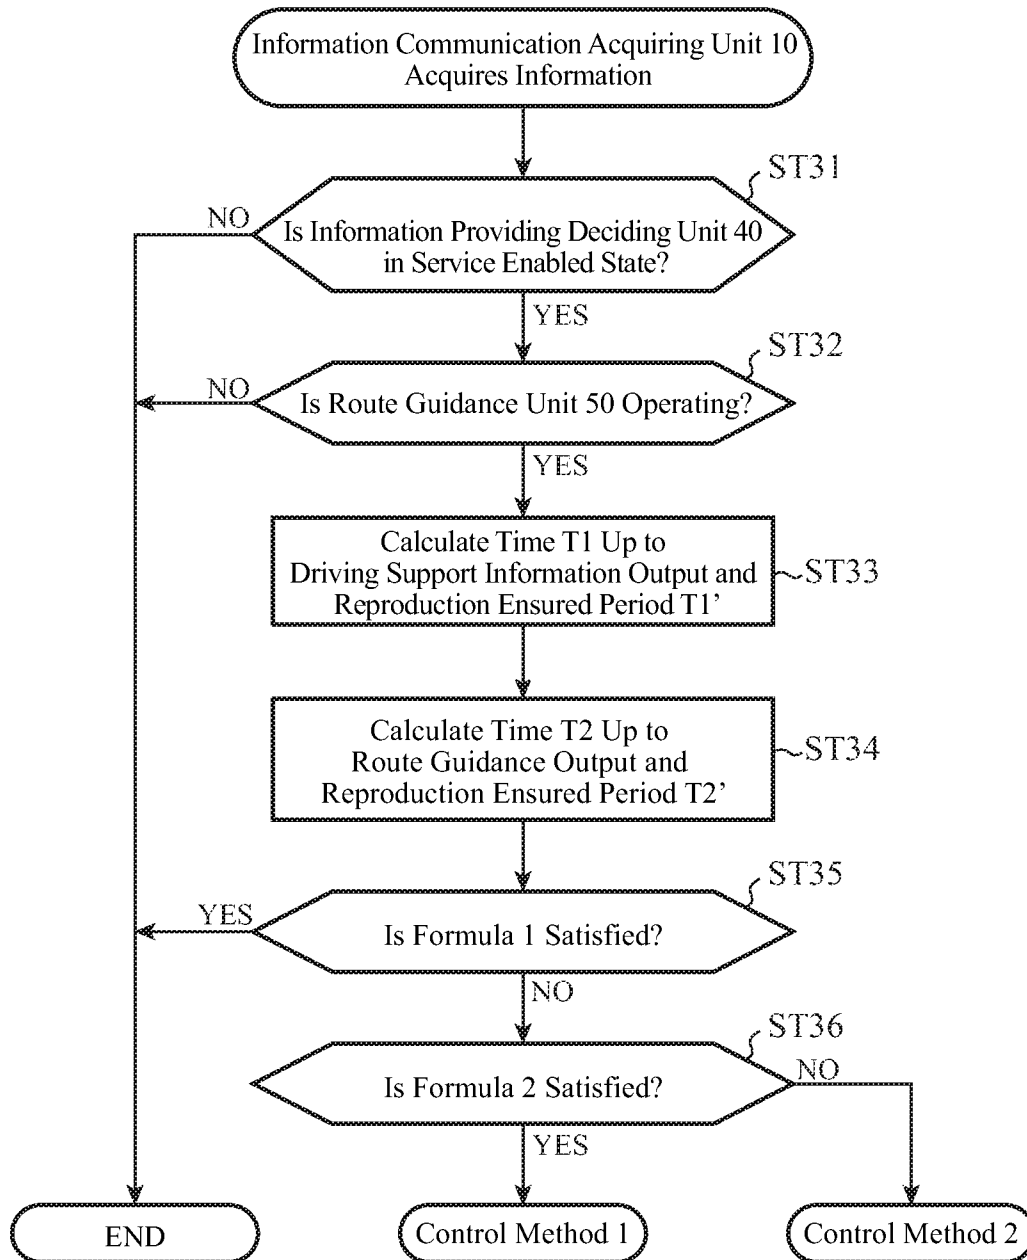 Information Communication Acquiring Unit 10
Acquires Information
ST31
NO
Is Information Providing Deciding Unit 40
in Service Enabled State?
YES
ST32
NO
Is Route Guidance Unit 50 Operating?
YES
Calculate Time T1 Up to
Driving Support Information Output and
Reproduction Ensured Period T1’
ST33
Calculate Time T2 Up to
Route Guidance Output and
Reproduction Ensured Period T2’
ST34
ST35
YES
Is Formula 1 Satisfied?
NO
ST36
Is Formula 2 Satisfied?
NO
YES
END
Control Method 1
Control Method 2